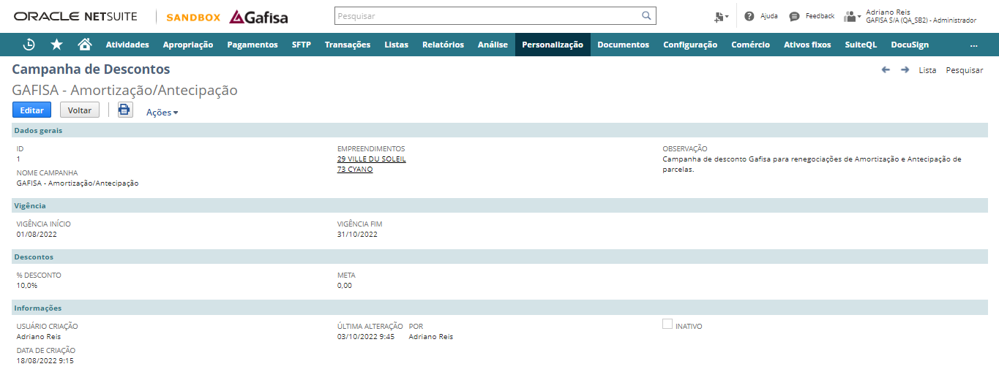 ORACLE NETSUITE
SANDBOX
Gafisa
Pesquisar
Ajuda
Feedback
Adriano Reis
GAFISA S/A (QA_SB2) - Administrador
Atividades
Apropriação
Pagamentos
SFTP
Transações
Listas
Relatórios
Análise
Personalização
Documentos
Configuração
Comércio
Ativos fixos
SuiteQL
DocuSign
...
Campanha de Descontos
Lista
Pesquisar
GAFISA - Amortização/Antecipação
Editar
Voltar
Ações
Dados gerais
ID
1
NOME CAMPANHA
GAFISA - Amortização/Antecipação
EMPREENDIMENTOS
29 VILLE DU SOLEIL
73 CYANO
OBSERVAÇÃO
Campanha de desconto Gafisa para renegociações de Amortização e Antecipação de
parcelas.
Vigência
VIGÊNCIA INÍCIO
01/08/2022
VIGÊNCIA FIM
31/10/2022
Descontos
% DESCONTO
10,0%
META
0,00
Informações
USUÁRIO CRIAÇÃO
Adriano Reis
DATA DE CRIAÇÃO
18/08/2022 9:15
ÚLTIMA ALTERAÇÃO
03/10/2022 9:45
POR
Adriano Reis
INATIVO